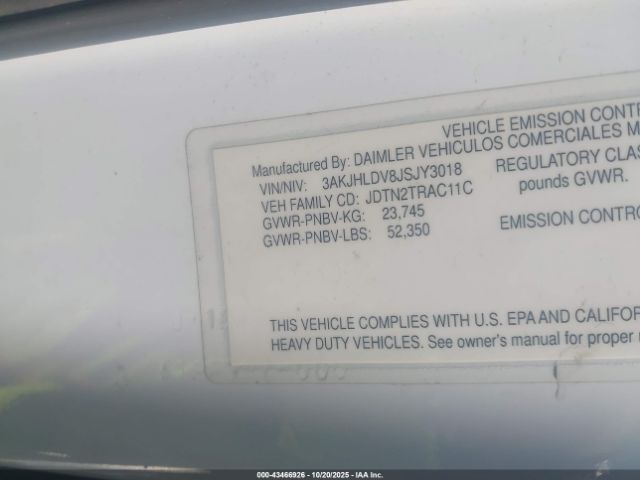 VEHICLE EMISSION CONTR
Manufactured By: DAIMLER VEHICULOS COMERCIALES M
VIN/NIV: 3AKJHLDV8JSJY3018 REGULATORY CLAS
VEH FAMILY CD: JDTN2TRAC11C pounds GVWR.
GVWR-PNBV-KG: 23,745
GVWR-PNBV-LBS: 52,350 EMISSION CONTRO
THIS VEHICLE COMPLIES WITH U.S. EPA AND CALIFOR
HEAVY DUTY VEHICLES. See owner's manual for proper
000-43466926 - 10/20/2025 - IAA Inc.